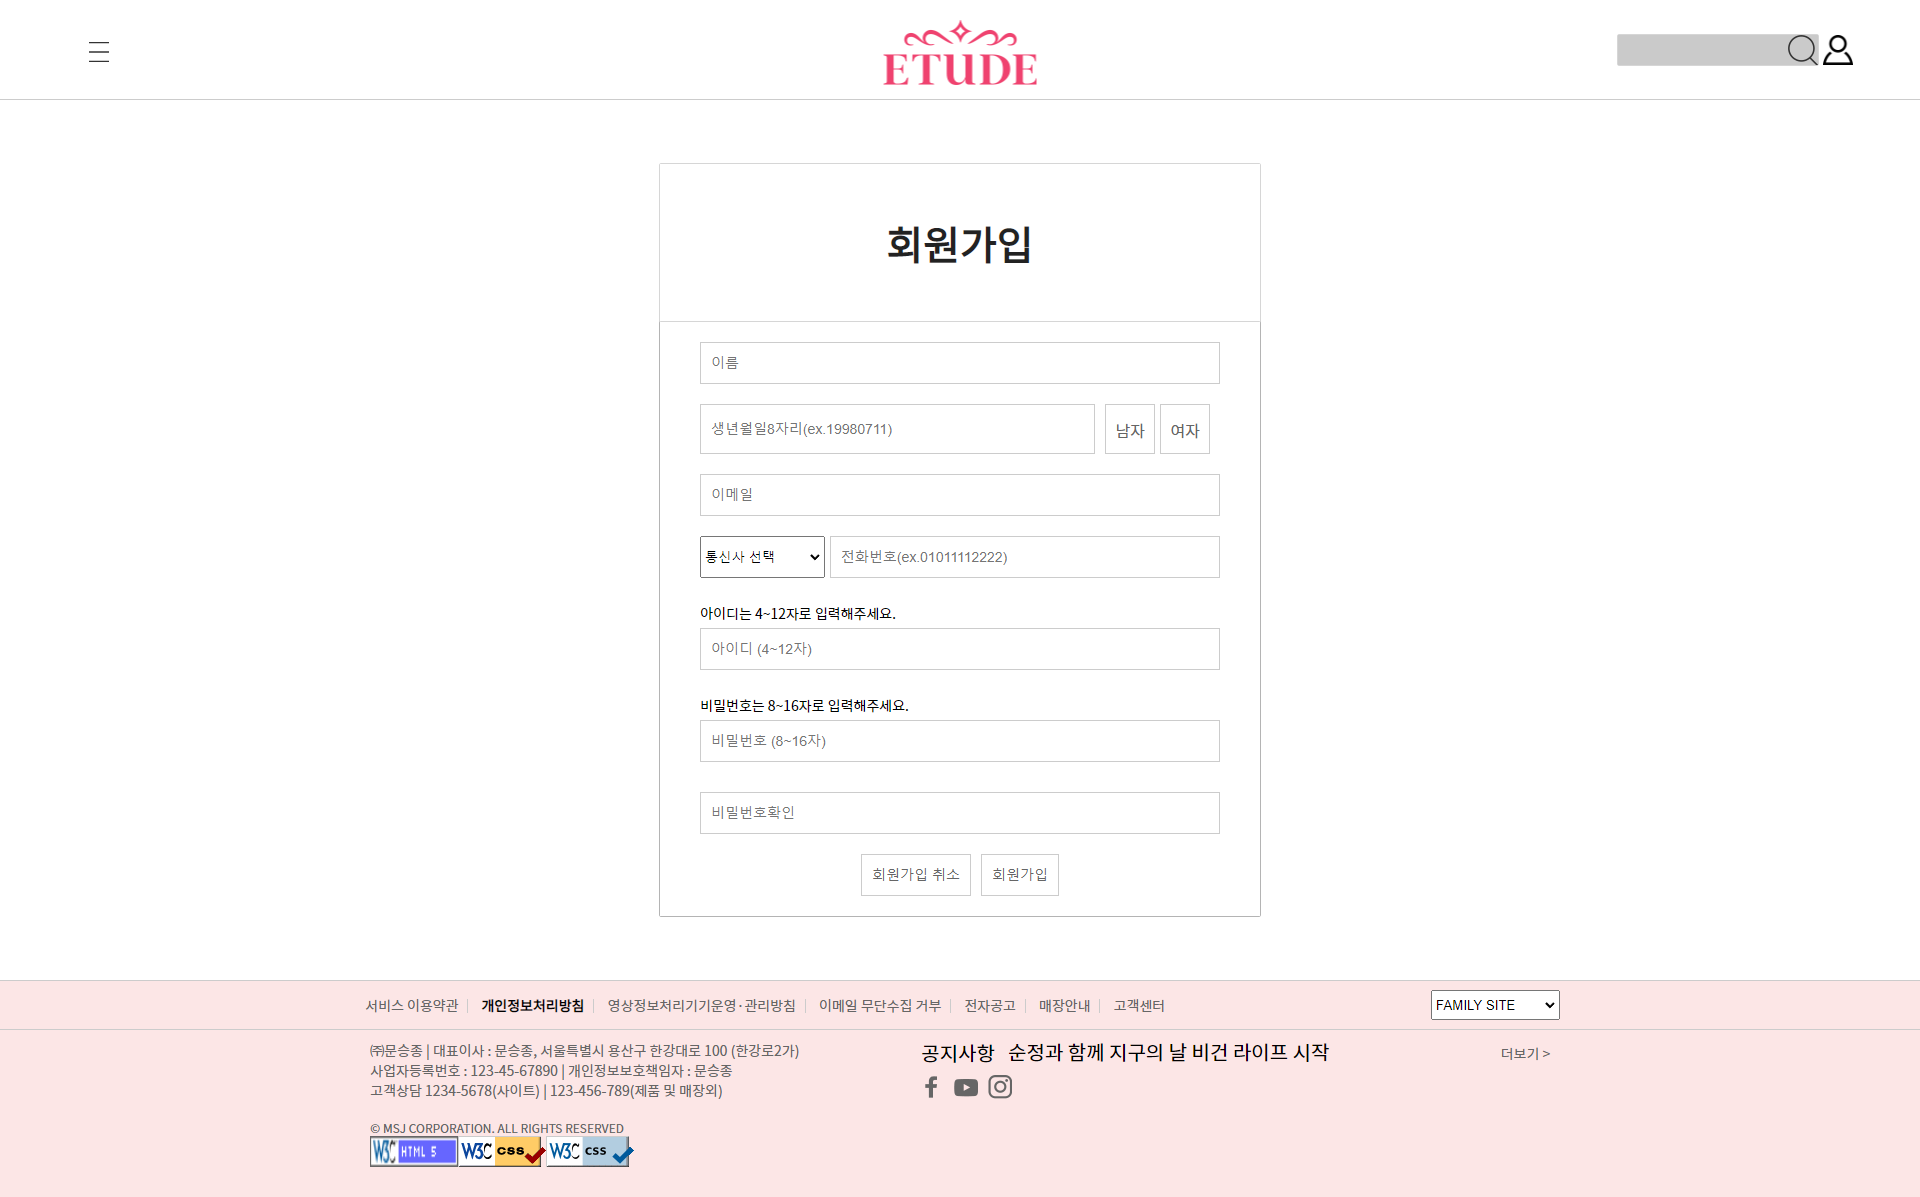 ETUDE
회원가입
이름
생년월일8자리(ex.19980711)
남자
여자
이메일
통신사 선택
전화번호(ex.01011112222)
아이디는 4~12자로 입력해주세요.
아이디 (4~12자)
비밀번호는 8~16자로 입력해주세요.
비밀번호 (8~16자)
비밀번호확인
회원가입 취소
회원가입
서비스 이용약관
개인정보처리방침
영상정보처리기기운영·관리방침
이메일 무단수집 거부
전자공고
매장안내
고객센터
FAMILY SITE
㈜문승종 | 대표이사 : 문승종, 서울특별시 용산구 한강대로 100 (한강로2가)
사업자등록번호 : 123-45-67890 | 개인정보보호책임자 : 문승종
고객상담 1234-5678(사이트) | 123-456-789(제품 및 매장외)
공지사항 순정과 함께 지구의 날 비건 라이프 시작
더보기 >
© MSJ CORPORATION. ALL RIGHTS RESERVED
W3C HTML 5
W3C css
W3C css